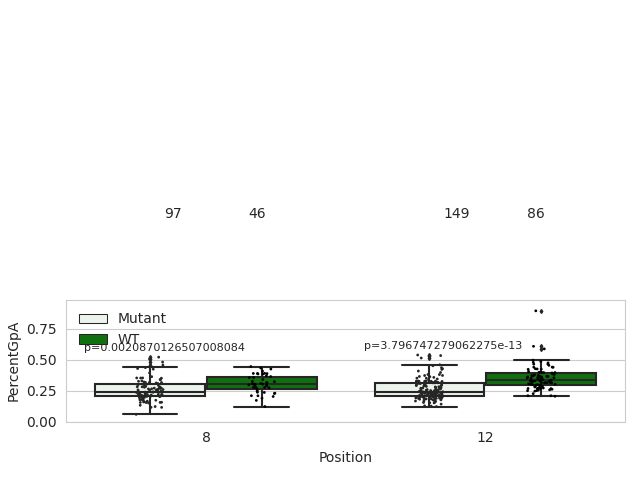 97 46 149 86
0.75
0.50
0.25
0.00
PercentGpA
Mutant
WT
p=0.0020870126507008084
p=3.796747279062275e-13
8 12
Position